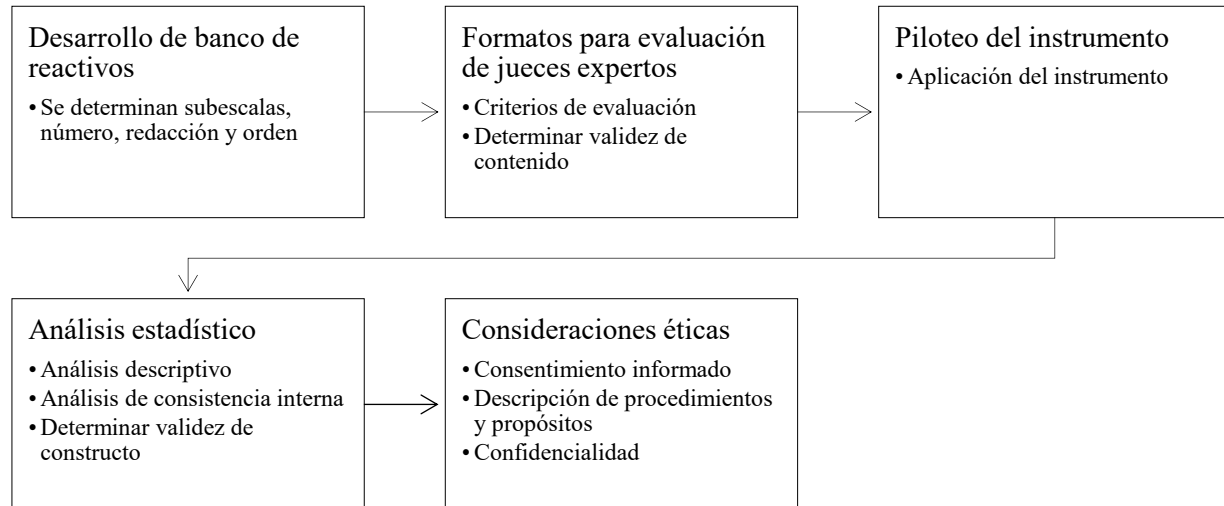 Desarrollo de banco de
reactivos
• Se determinan subescalas,
número, redacción y orden
Formatos para evaluación
de jueces expertos
• Criterios de evaluación
• Determinar validez de
contenido
Piloteo del instrumento
• Aplicación del instrumento
Análisis estadístico
• Análisis descriptivo
• Análisis de consistencia interna
• Determinar validez de
constructo
Consideraciones éticas
• Consentimiento informado
• Descripción de procedimientos
y propósitos
• Confidencialidad